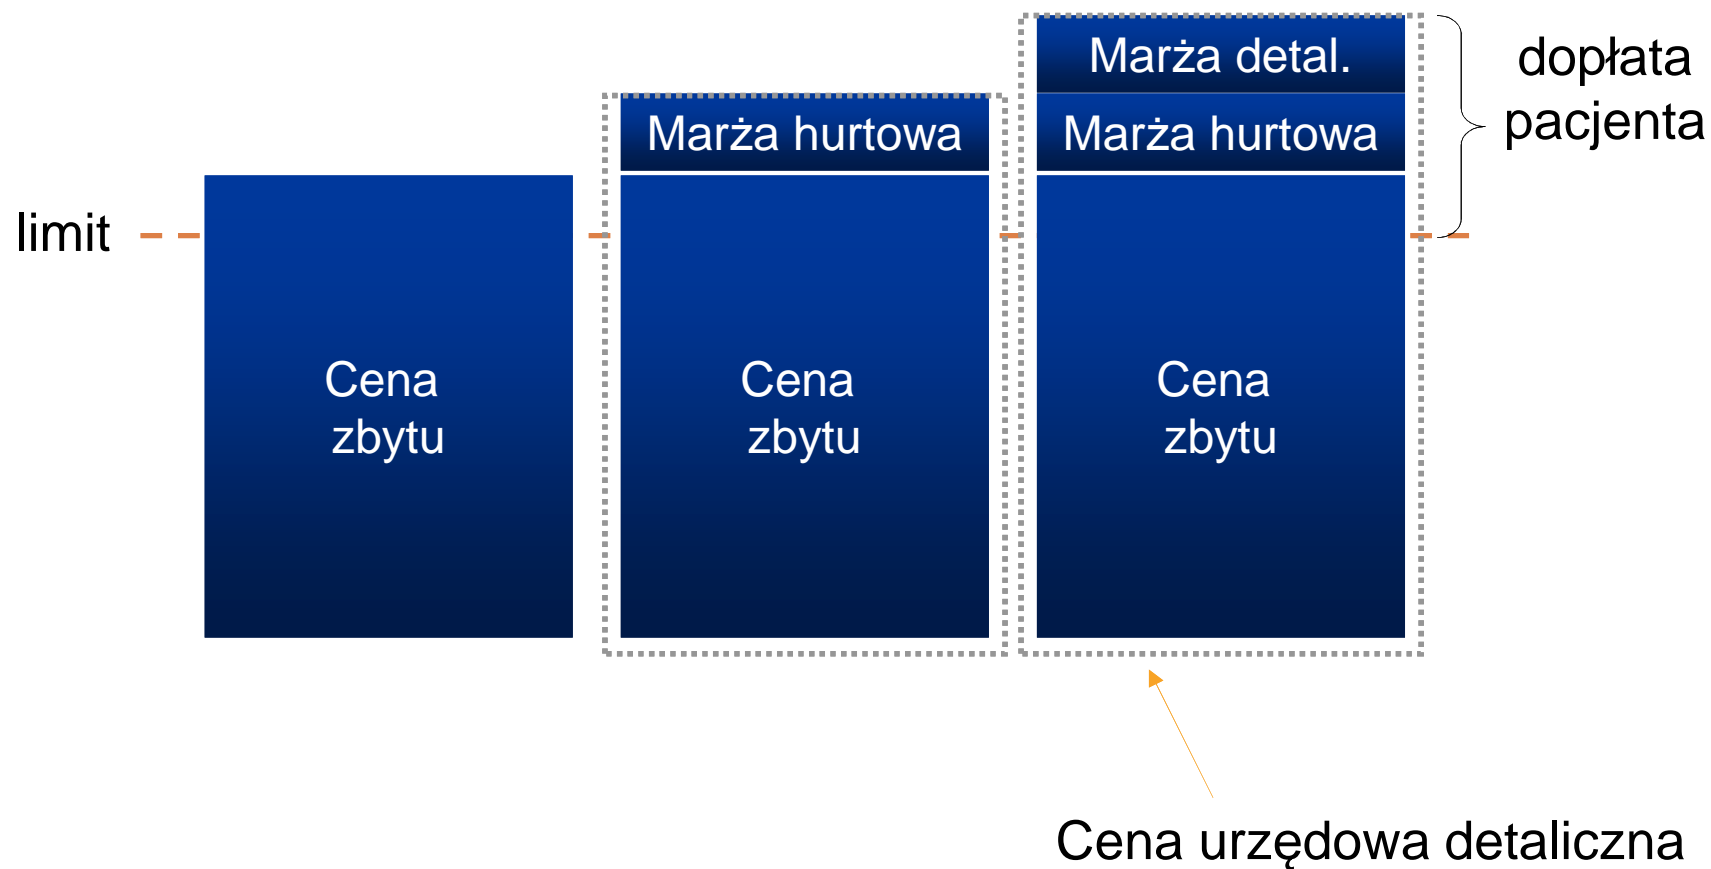 Marża detal.
dopłata
pacjenta
Marża hurtowa
Marża hurtowa
limit
Cena
zbytu
Cena
zbytu
Cena
zbytu
Cena urzędowa detaliczna